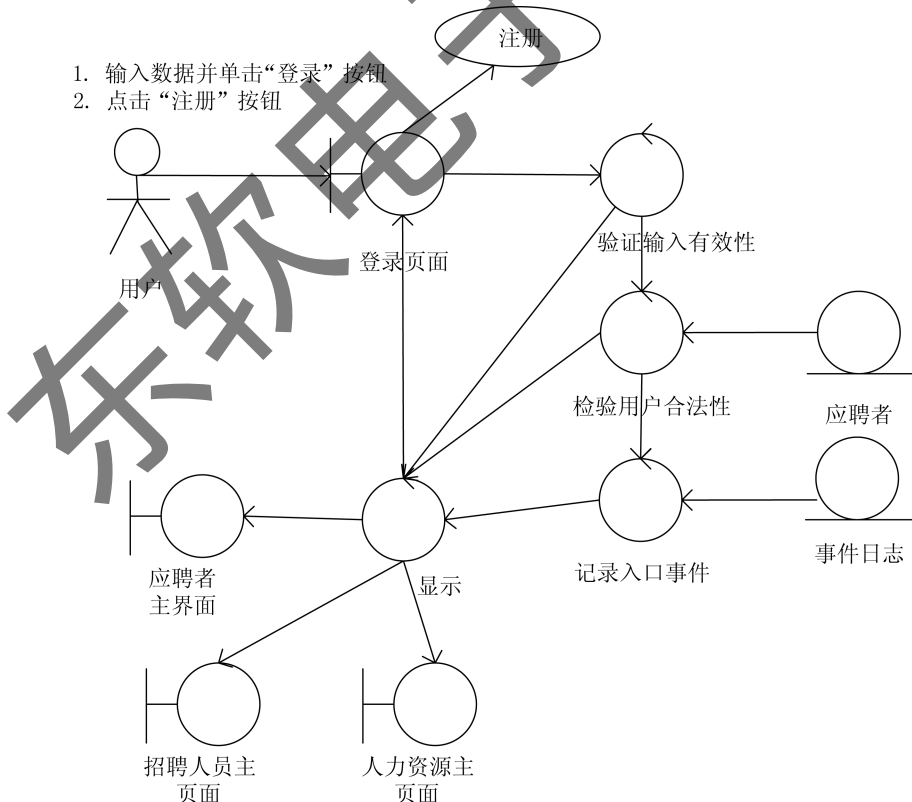 注册
1. 输入数据并单击“登录”按钮
2. 点击“注册”按钮
验证输入有效性
登录页面
用户
检验用户合法性
应聘者
事件日志
记录入口事件
显示
应聘者
主界面
招聘人员主
页面
人力资源主
页面
东软电子